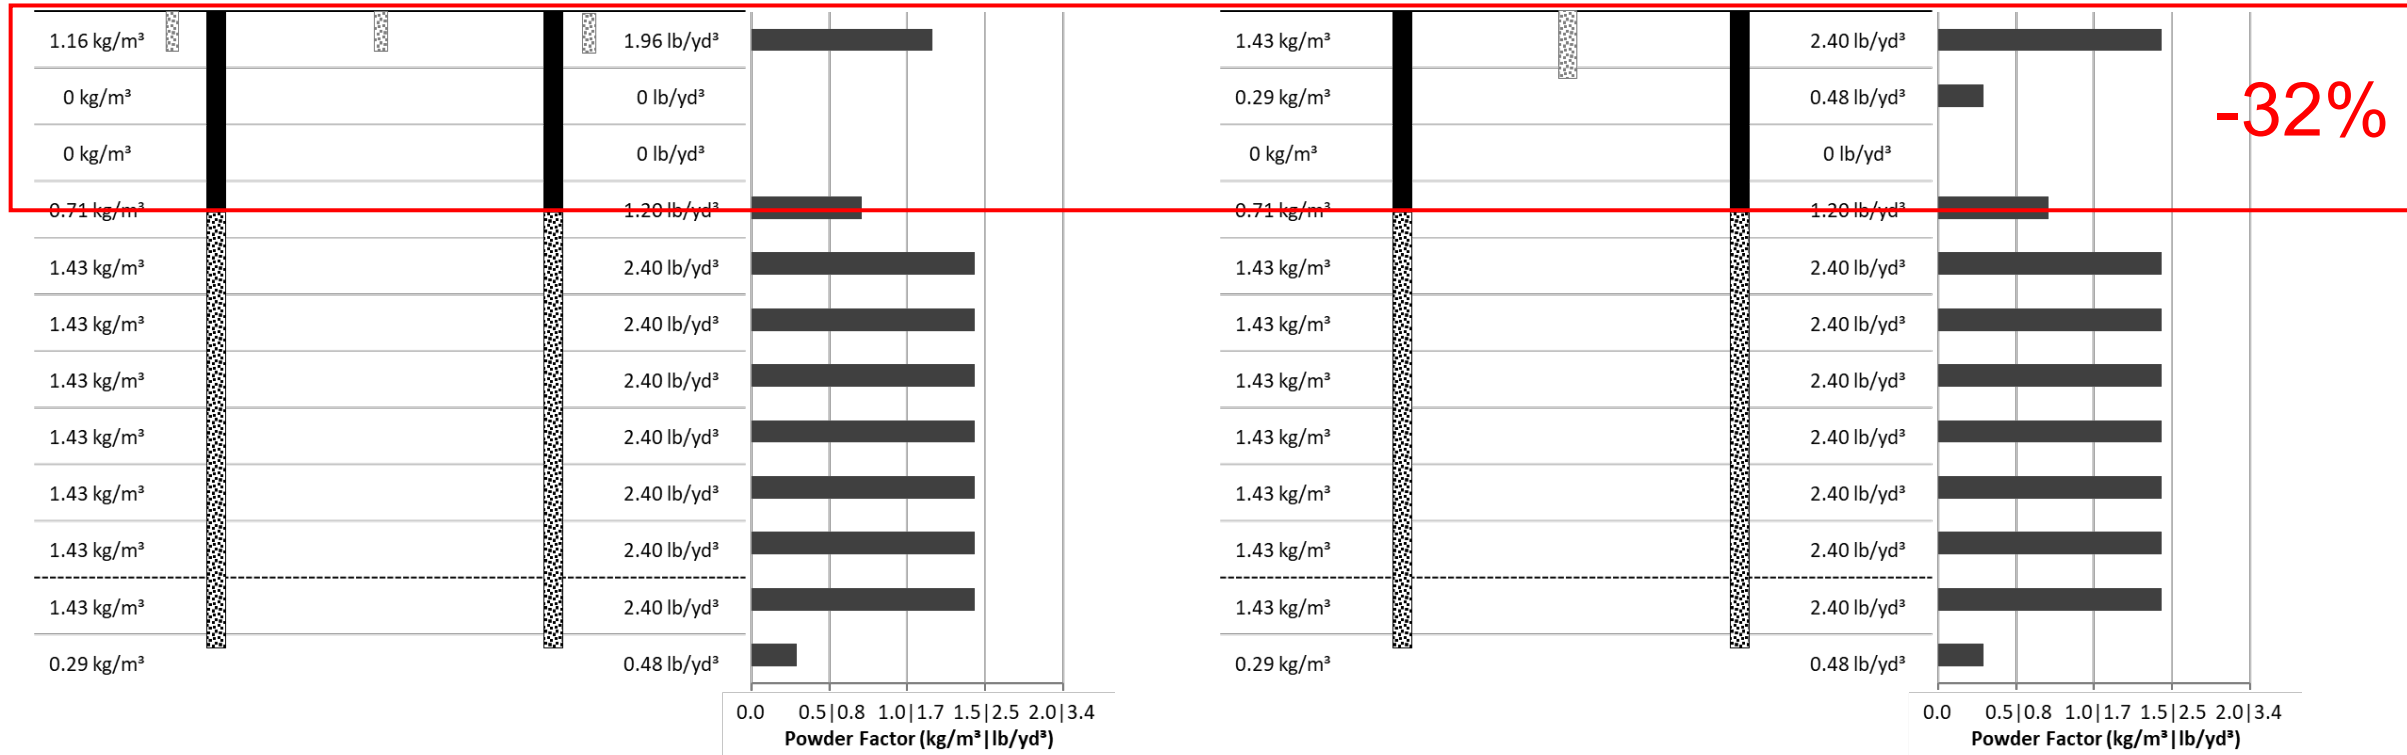 1.16 kg/m³ 1.96 lb/yd³ 1.43 kg/m³ 2.40 lb/yd³
0 kg/m³ 0 lb/yd³ 0.29 kg/m³ 0.48 lb/yd³
-32%
0 kg/m³ 0 lb/yd³ 0 kg/m³ 0 lb/yd³
0.71 kg/m³ 1.20 lb/yd³ 0.71 kg/m³ 1.20 lb/yd³
1.43 kg/m³ 2.40 lb/yd³ 1.43 kg/m³ 2.40 lb/yd³
1.43 kg/m³ 2.40 lb/yd³ 1.43 kg/m³ 2.40 lb/yd³
1.43 kg/m³ 2.40 lb/yd³ 1.43 kg/m³ 2.40 lb/yd³
1.43 kg/m³ 2.40 lb/yd³ 1.43 kg/m³ 2.40 lb/yd³
1.43 kg/m³ 2.40 lb/yd³ 1.43 kg/m³ 2.40 lb/yd³
1.43 kg/m³ 2.40 lb/yd³ 1.43 kg/m³ 2.40 lb/yd³
1.43 kg/m³ 2.40 lb/yd³ 1.43 kg/m³ 2.40 lb/yd³
0.29 kg/m³ 0.48 lb/yd³ 0.29 kg/m³ 0.48 lb/yd³
0.0 0.5|0.8 1.0|1.7 1.5|2.5 2.0|3.4 0.0 0.5|0.8 1.0|1.7 1.5|2.5 2.0|3.4
Powder Factor (kg/m³|lb/yd³) Powder Factor (kg/m³|lb/yd³)